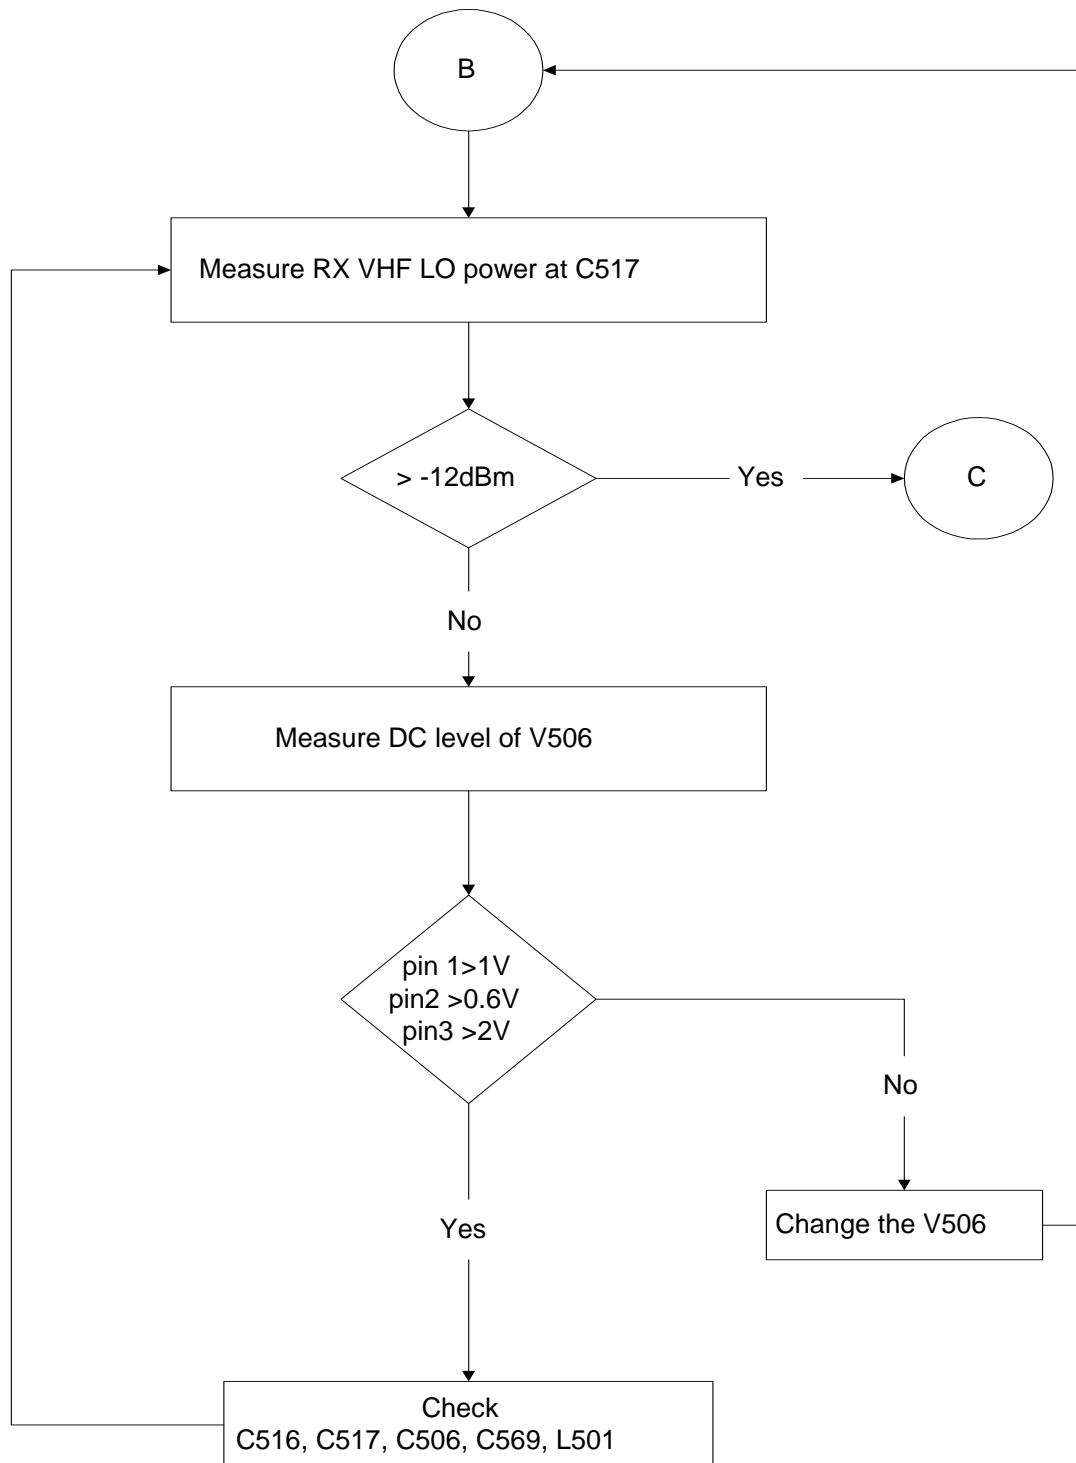 B
Measure RX VHF LO power at C517
> -12dBm
Yes
C
No
Measure DC level of V506
pin 1>1V
pin2 >0.6V
pin3 >2V
No
Yes
Change the V506
Check
C516, C517, C506, C569, L501